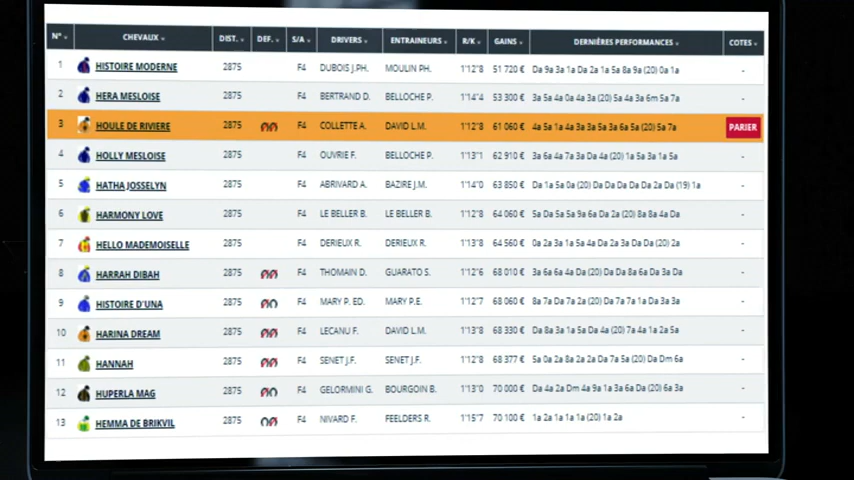 N° CHEVAUX DIST. DEF. S/A DRIVERS ENTRAINEURS R/K GAINS DERNIÈRES PERFORMANCES COTES
1 HISTOIRE MODERNE 2875 F4 DUBOIS J.PH. MOULIN PH. 1'12"8 51 720 € Da 9a 3a 1a Da 2a 1a 5a 8a 9a (20) 0a 1a -
2 HERA MESLOISE 2875 F4 BERTRAND D. BELLOCHE P. 1'14"4 53 300 € 3a 5a 4a 0a 4a 3a (20) 5a 4a 3a 6m 5a 7a -
3 HOULE DE RIVIERE 2875 F4 COLLETTE A. DAVID L.M. 1'12"8 61 060 € 4a 5a 1a 4a 3a 3a 5a 3a 6a 5a (20) 5a 7a PARIER
4 HOLLY MESLOISE 2875 F4 OUVRIE F. BELLOCHE P. 1'13"1 62 910 € 3a 6a 4a 7a 3a Da 4a (20) 1a 5a 3a 1a 5a -
5 HATHA JOSSELYN 2875 F4 ABRIVARD A. BAZIRE J.M. 1'14"0 63 850 € Da 1a 5a 0a (20) Da Da Da Da Da 2a Da (19) 1a -
6 HARMONY LOVE 2875 F4 LE BELLER B. LE BELLER B. 1'12"8 64 060 € 5a Da 5a 5a 9a 6a Da 2a (20) 8a 8a 4a Da -
7 HELLO MADEMOISELLE 2875 F4 DERIEUX R. DERIEUX R. 1'13"8 64 560 € 0a 2a 3a 1a 5a 4a Da 2a 3a Da Da (20) 2a -
8 HARRAH DIBAH 2875 F4 THOMAIN D. GUARATO S. 1'12"6 68 010 € 3a 6a 6a 4a Da (20) Da Da 8a 6a Da 3a Da -
9 HISTOIRE D'UNA 2875 F4 MARY P. ED. MARY P.E. 1'12"7 68 060 € 8a 7a Da 7a 2a (20) Da 7a 7a 1a Da 3a 3a -
10 HARINA DREAM 2875 F4 LECANU F. DAVID L.M. 1'13"8 68 330 € Da 8a 3a 1a 5a Da 4a (20) 7a 4a 1a 2a 5a -
11 HANNAH 2875 F4 SENET J.F. SENET J.F. 1'12"8 68 377 € 5a 0a 2a 8a 2a 2a Da 7a 5a (20) Da Dm 6a -
12 HUPERLA MAG 2875 F4 GELORMINI G. BOURGOIN B. 1'13"0 70 000 € Da 4a 2a Dm 4a 9a 1a 3a 6a Da (20) 6a 3a -
13 HEMMA DE BRIKVIL 2875 F4 NIVARD F. FEELDERS R. 1'15"7 70 100 € 1a 2a 1a 1a 1a (20) 1a 2a -